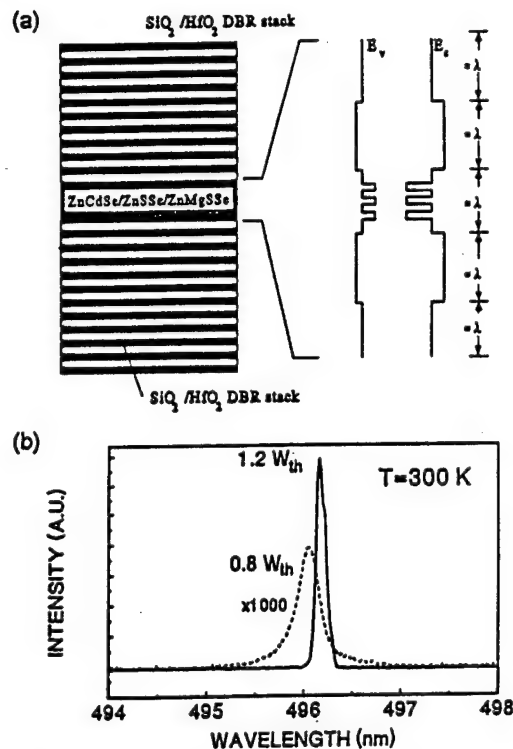 (a)
SiO2 /HfO2 DBR stack
ZnCdSe/ZnSSe/ZnMgSSe
SiO2 /HfO2 DBR stack
Ev
Ec
≈λ
≈λ
≈λ
≈λ
≈λ
(b)
1.2 Wth
T=300 K
0.8 Wth
x1000
INTENSITY (A.U.)
494
495
496
497
498
WAVELENGTH (nm)